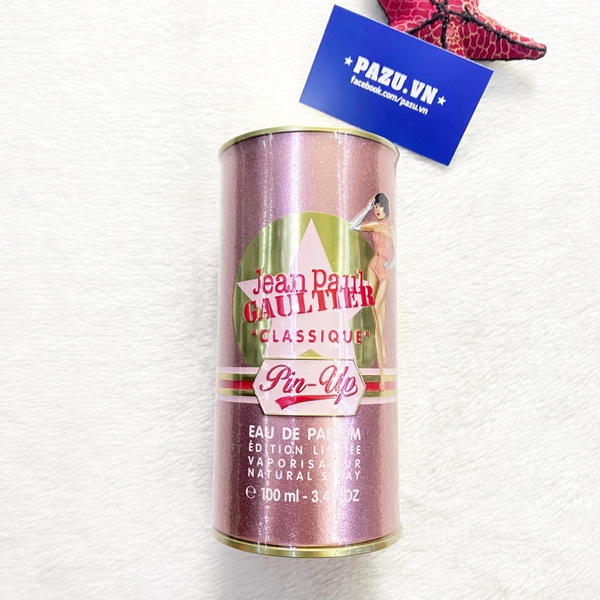 PAZU.VN
facebook.com/pazu.vn
Jean Paul
GAULTIER
"CLASSIQUE"
Pin-Up
EAU DE PARFUM
ÉDITION LIMITÉE
VAPORISATEUR
NATURAL SPRAY
℮ 100 ml - 3.4 OZ